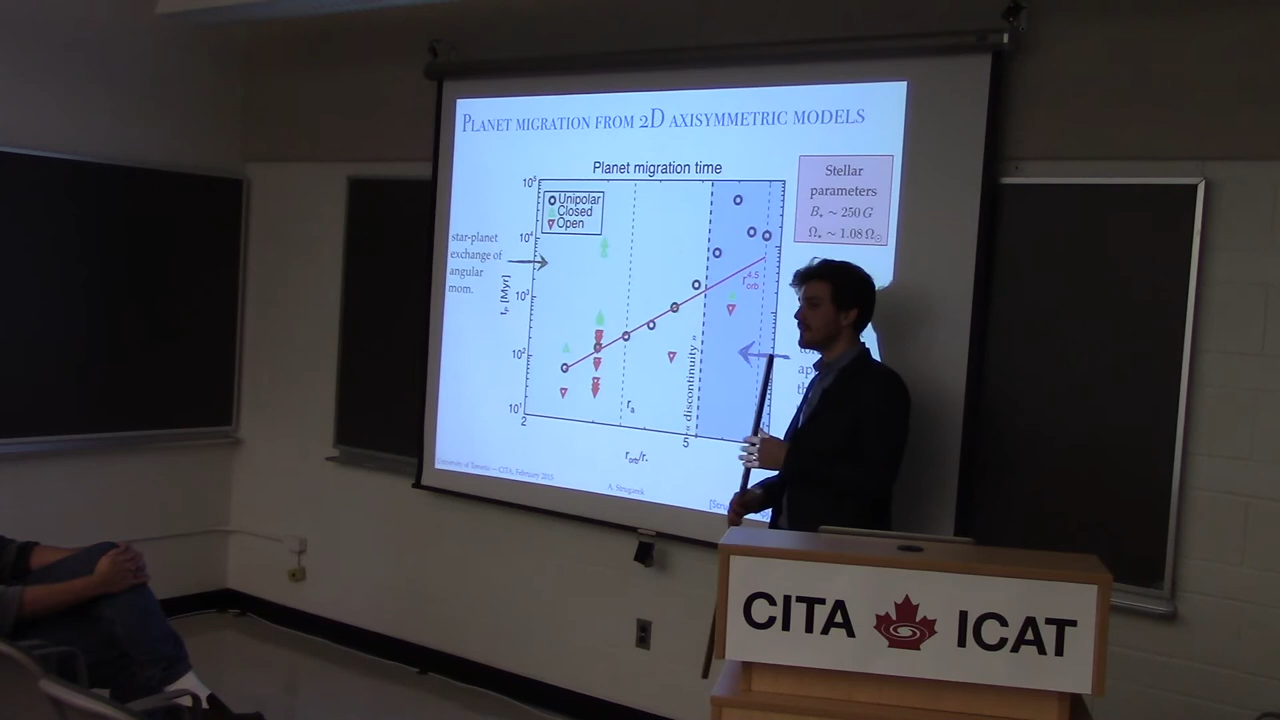 PLANET MIGRATION FROM 2D AXISYMMETRIC MODELS
Planet migration time
Stellar
parameters
B⋆ ~ 250 G
Ω⋆ ~ 1.08 Ω☉
Unipolar
Closed
Open
star-planet
exchange of
angular
mom.
10^5
10^4
10^3
10^2
10^1
t_P [Myr]
r_orb^4.5
« discontinuity »
r_a
2
5
r_orb/r⋆
University of Toronto — CITA, February 2015
A. Strugarek
CITA ICAT